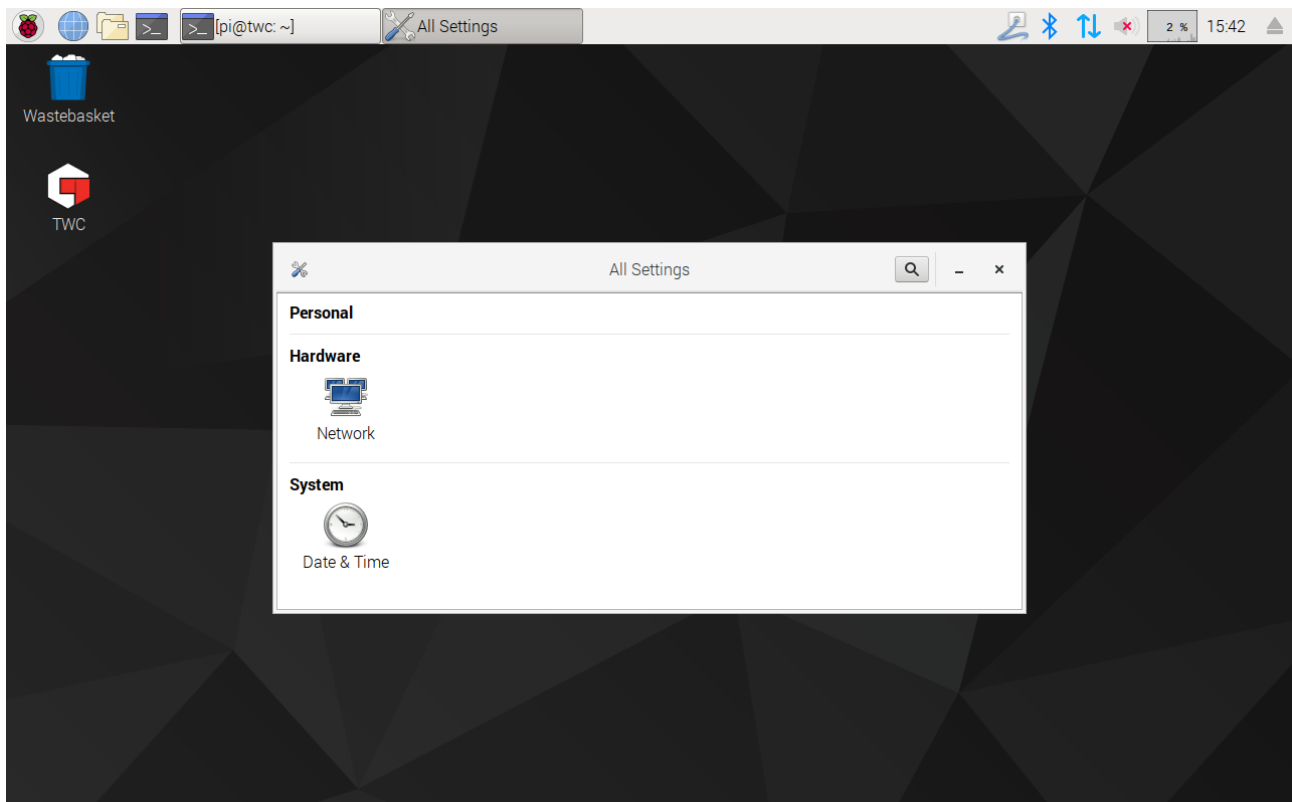 [pi@twc: ~]
All Settings
2 %
15:42
Wastebasket
TWC
All Settings
Personal
Hardware
Network
System
Date & Time